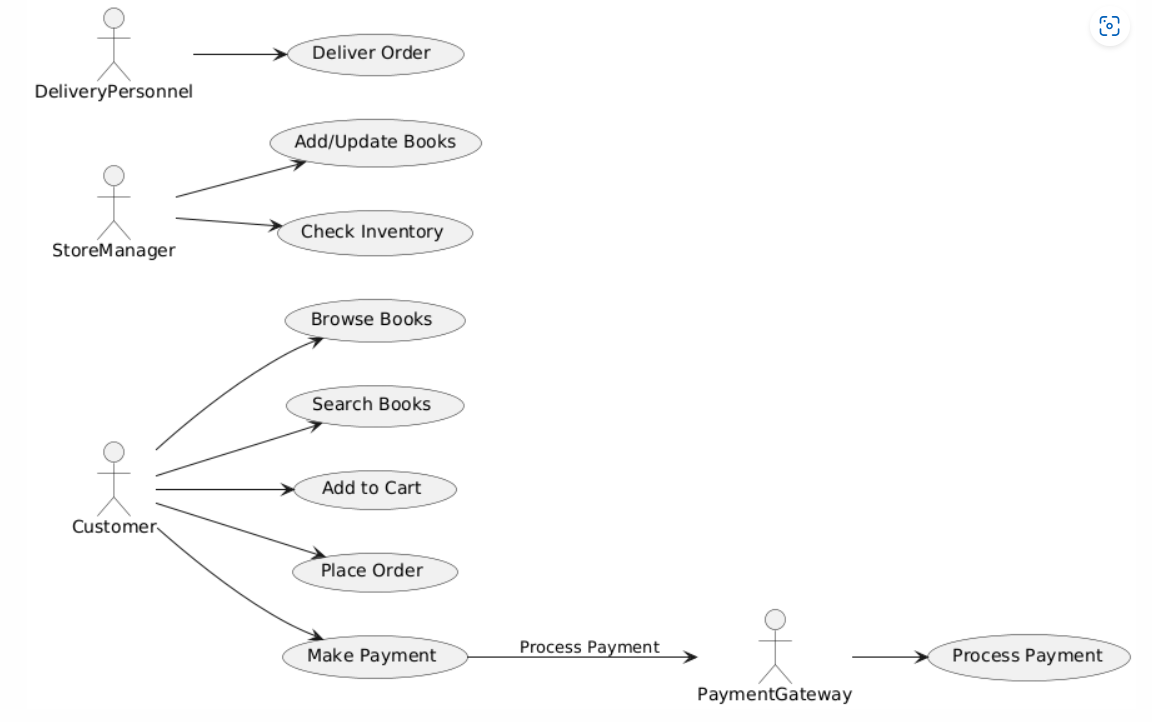 Deliver Order
DeliveryPersonnel
Add/Update Books
Check Inventory
StoreManager
Browse Books
Search Books
Add to Cart
Customer
Place Order
Make Payment
Process Payment
Process Payment
PaymentGateway